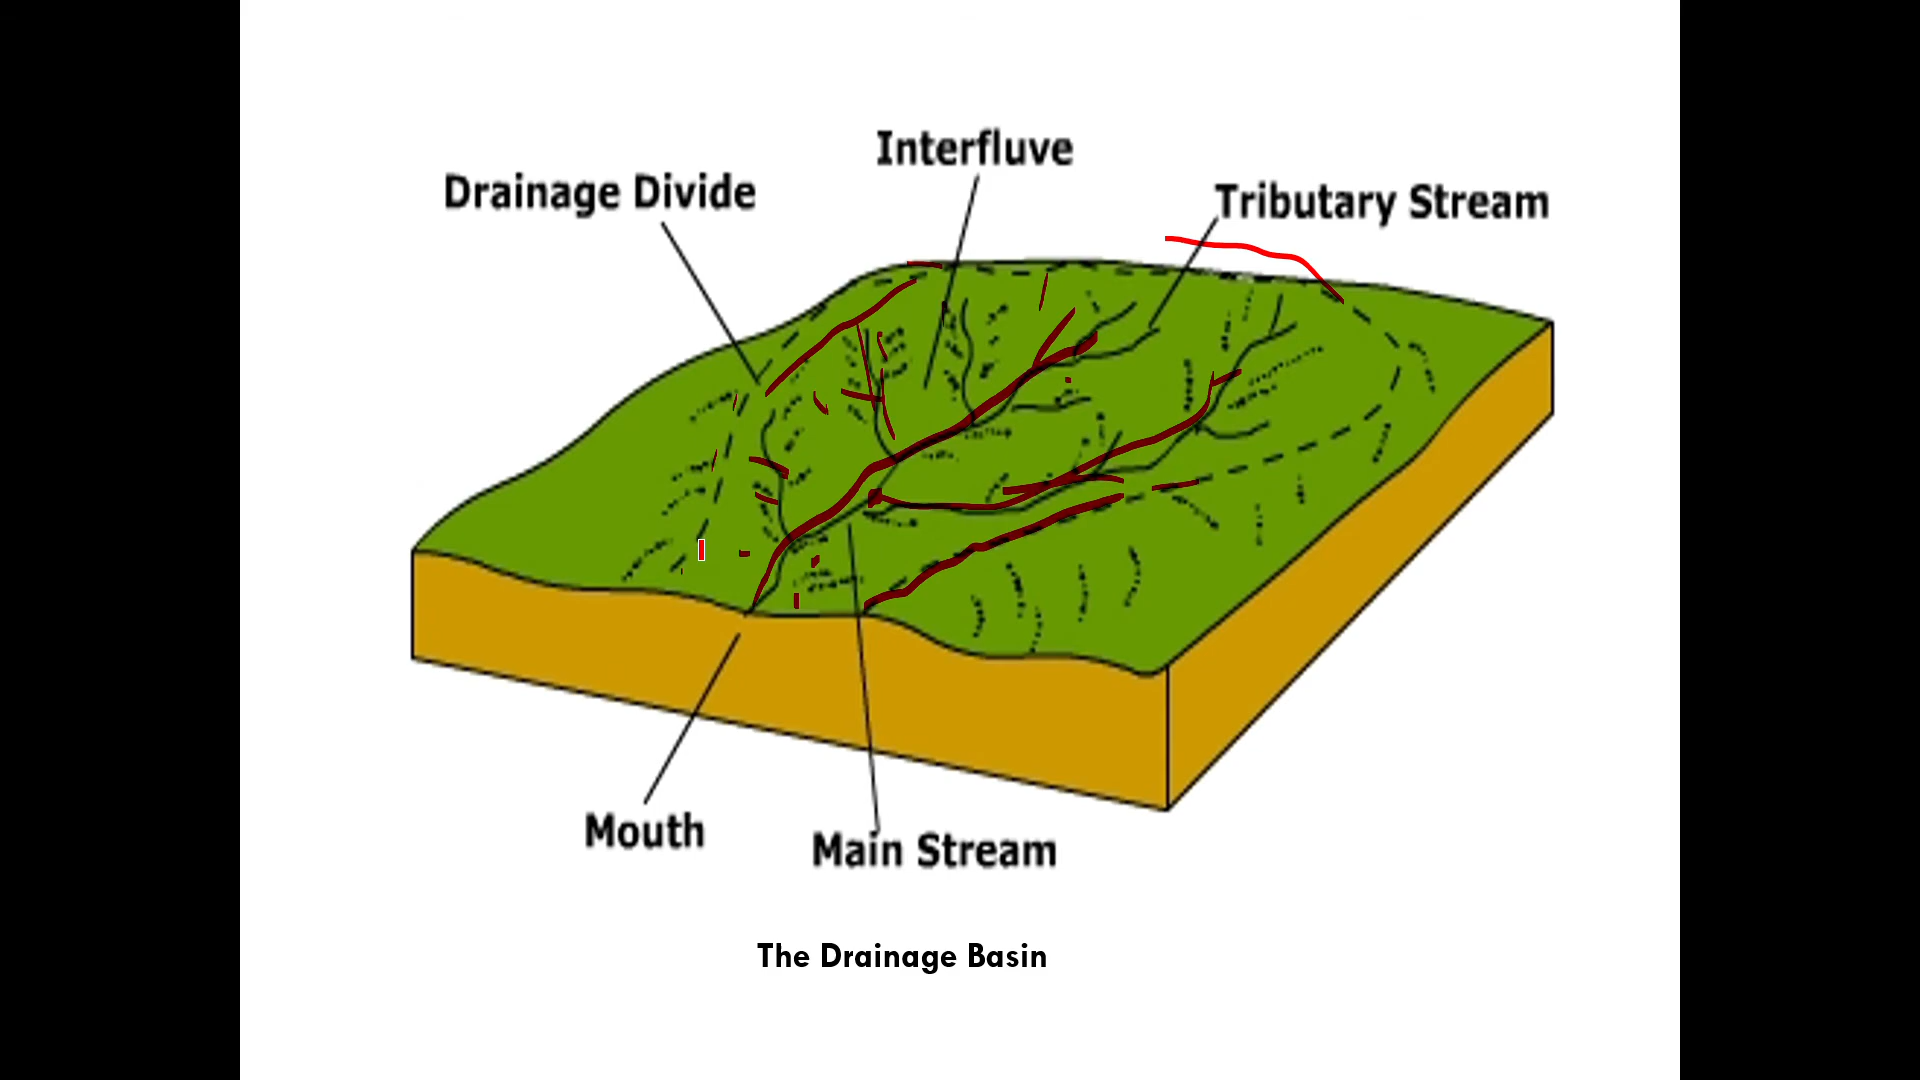 Interfluve
Drainage Divide
Tributary Stream
Mouth
Main Stream
The Drainage Basin